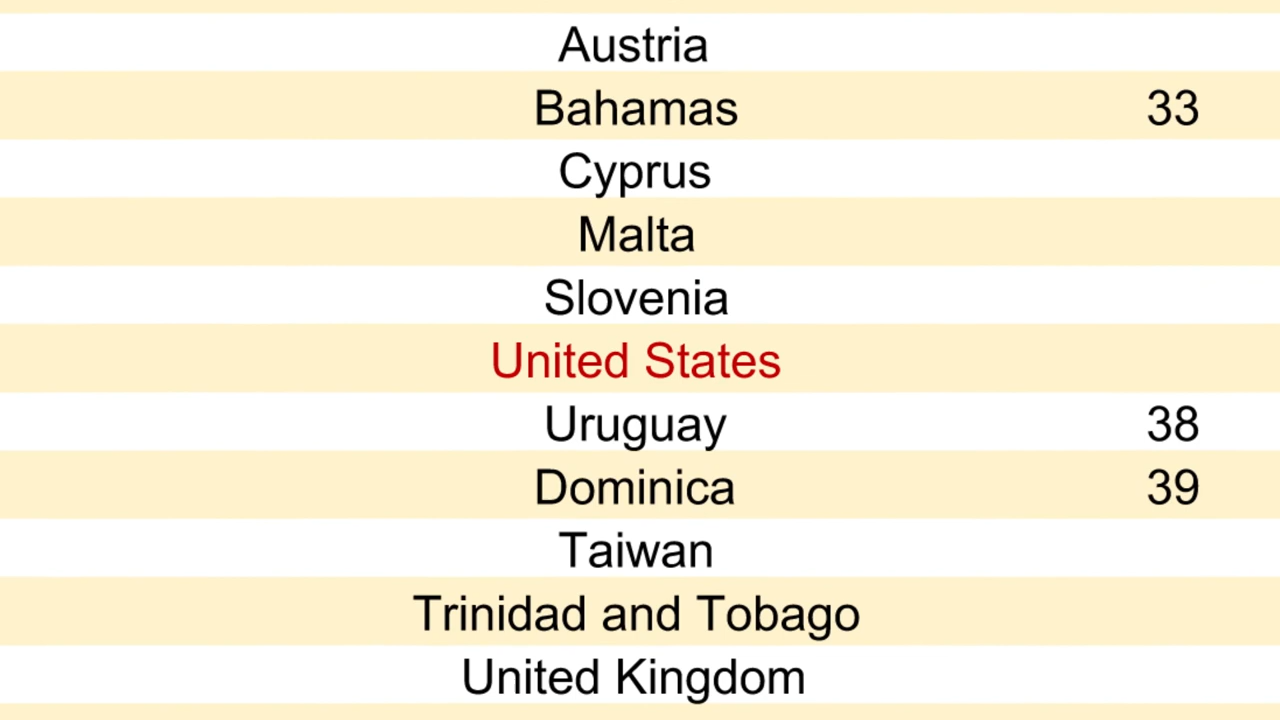 Austria
Bahamas 33
Cyprus
Malta
Slovenia
United States
Uruguay 38
Dominica 39
Taiwan
Trinidad and Tobago
United Kingdom